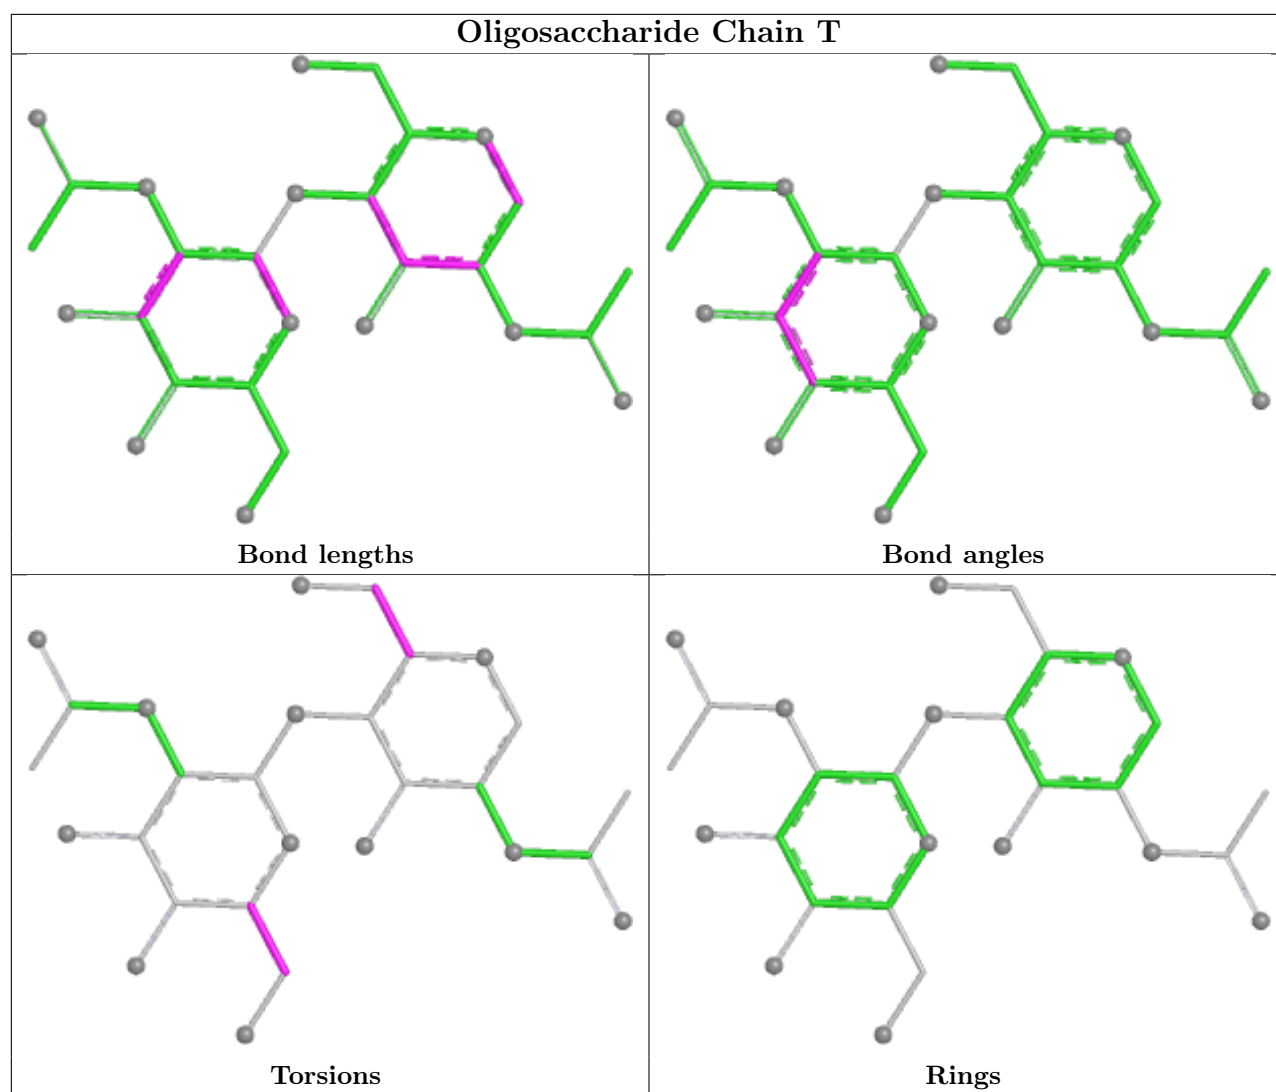 Oligosaccharide Chain T
Bond lengths
Bond angles
Torsions
Rings